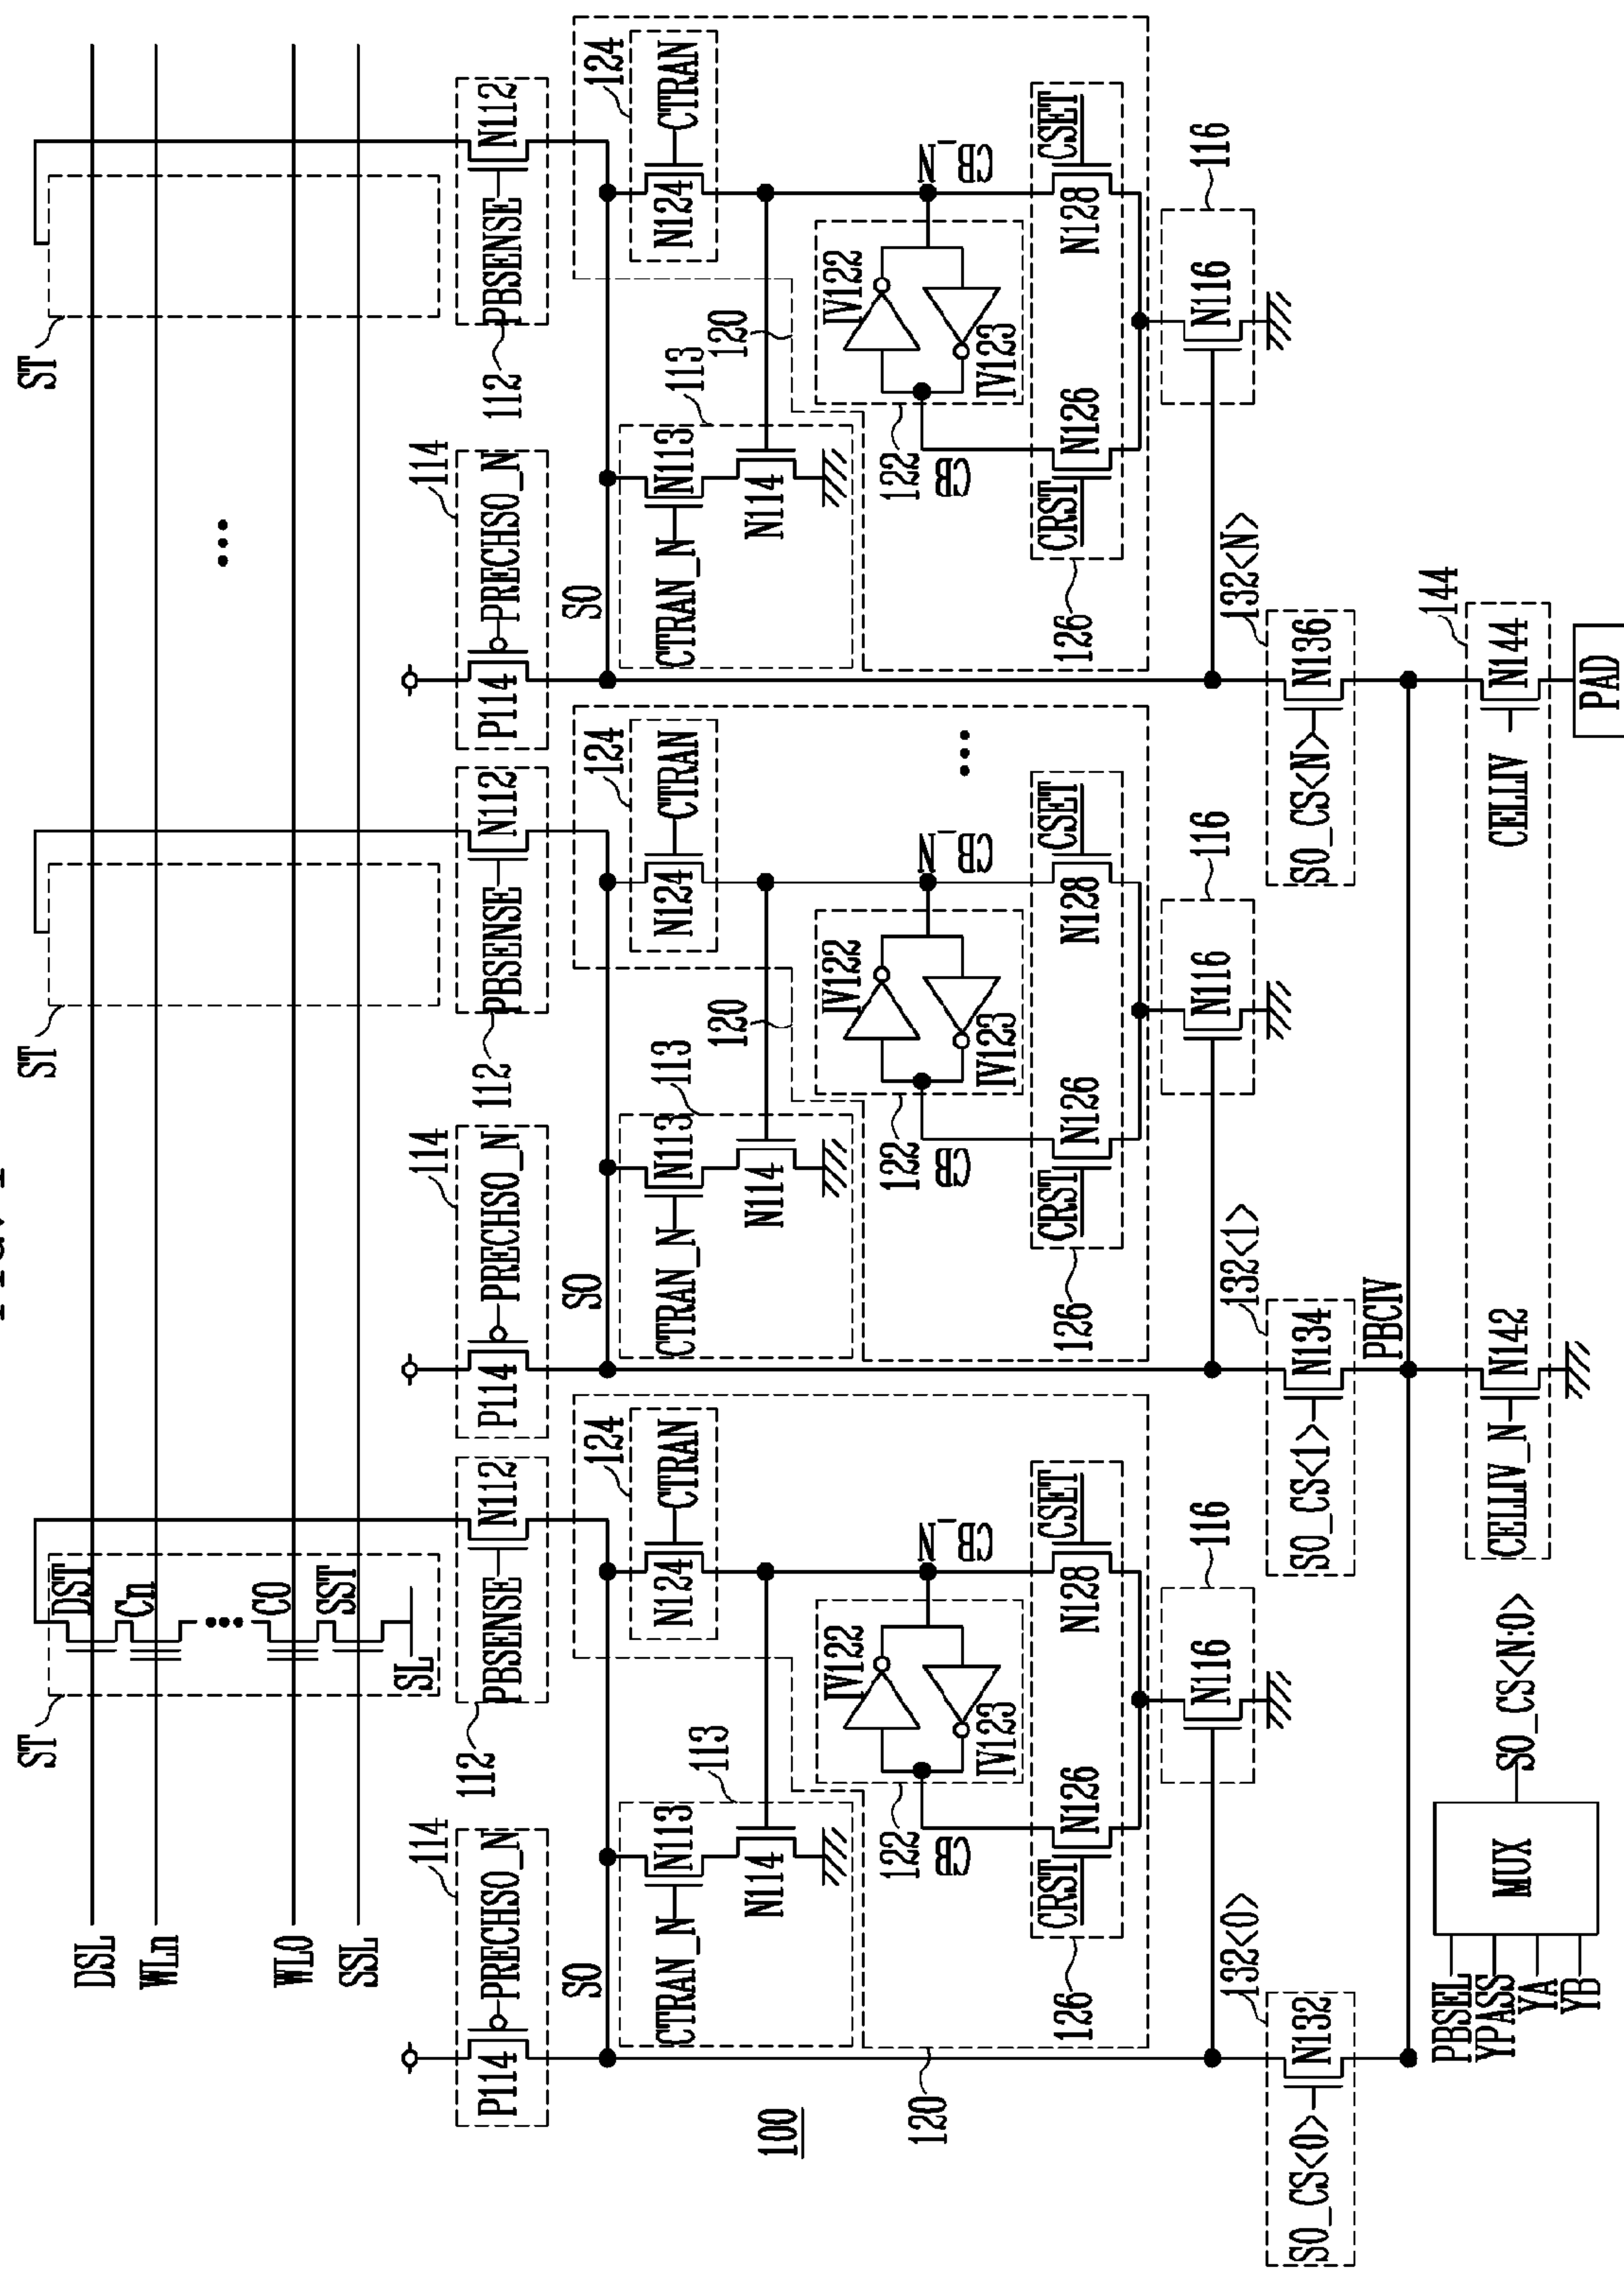 ST
ST
ST
DSL
DST
WLn
Cn
...
...
WL0
C0
SSL
SST
SL
114
112
114
112
114
112
P114
PRECHSO_N
PBSENSE
N112
P114
PRECHSO_N
PBSENSE
N112
P114
PRECHSO_N
PBSENSE
N112
SO
124
SO
124
SO
124
CTRAN_N
N113
N124
CTRAN
CTRAN_N
N113
N124
CTRAN
CTRAN_N
N113
N124
CTRAN
113
120
113
120
113
N114
N114
N114
100
IV122
IV122
IV122
120
122
122
122
CB
CB_N
CB
CB_N
...
CB
CB_N
IV123
IV123
IV123
CRST
N126
N128
CSET
CRST
N126
N128
CSET
CRST
N126
N128
CSET
126
126
126
116
116
116
N116
N116
N116
132<0>
132<1>
132<N>
SO_CS<0>
N132
SO_CS<1>
N134
SO_CS<N>
N136
PBCIV
144
PBSEL
YPASS
YA
YB
MUX
SO_CS<N:0>
CELLIV_N
N142
CELLIV
N144
PAD